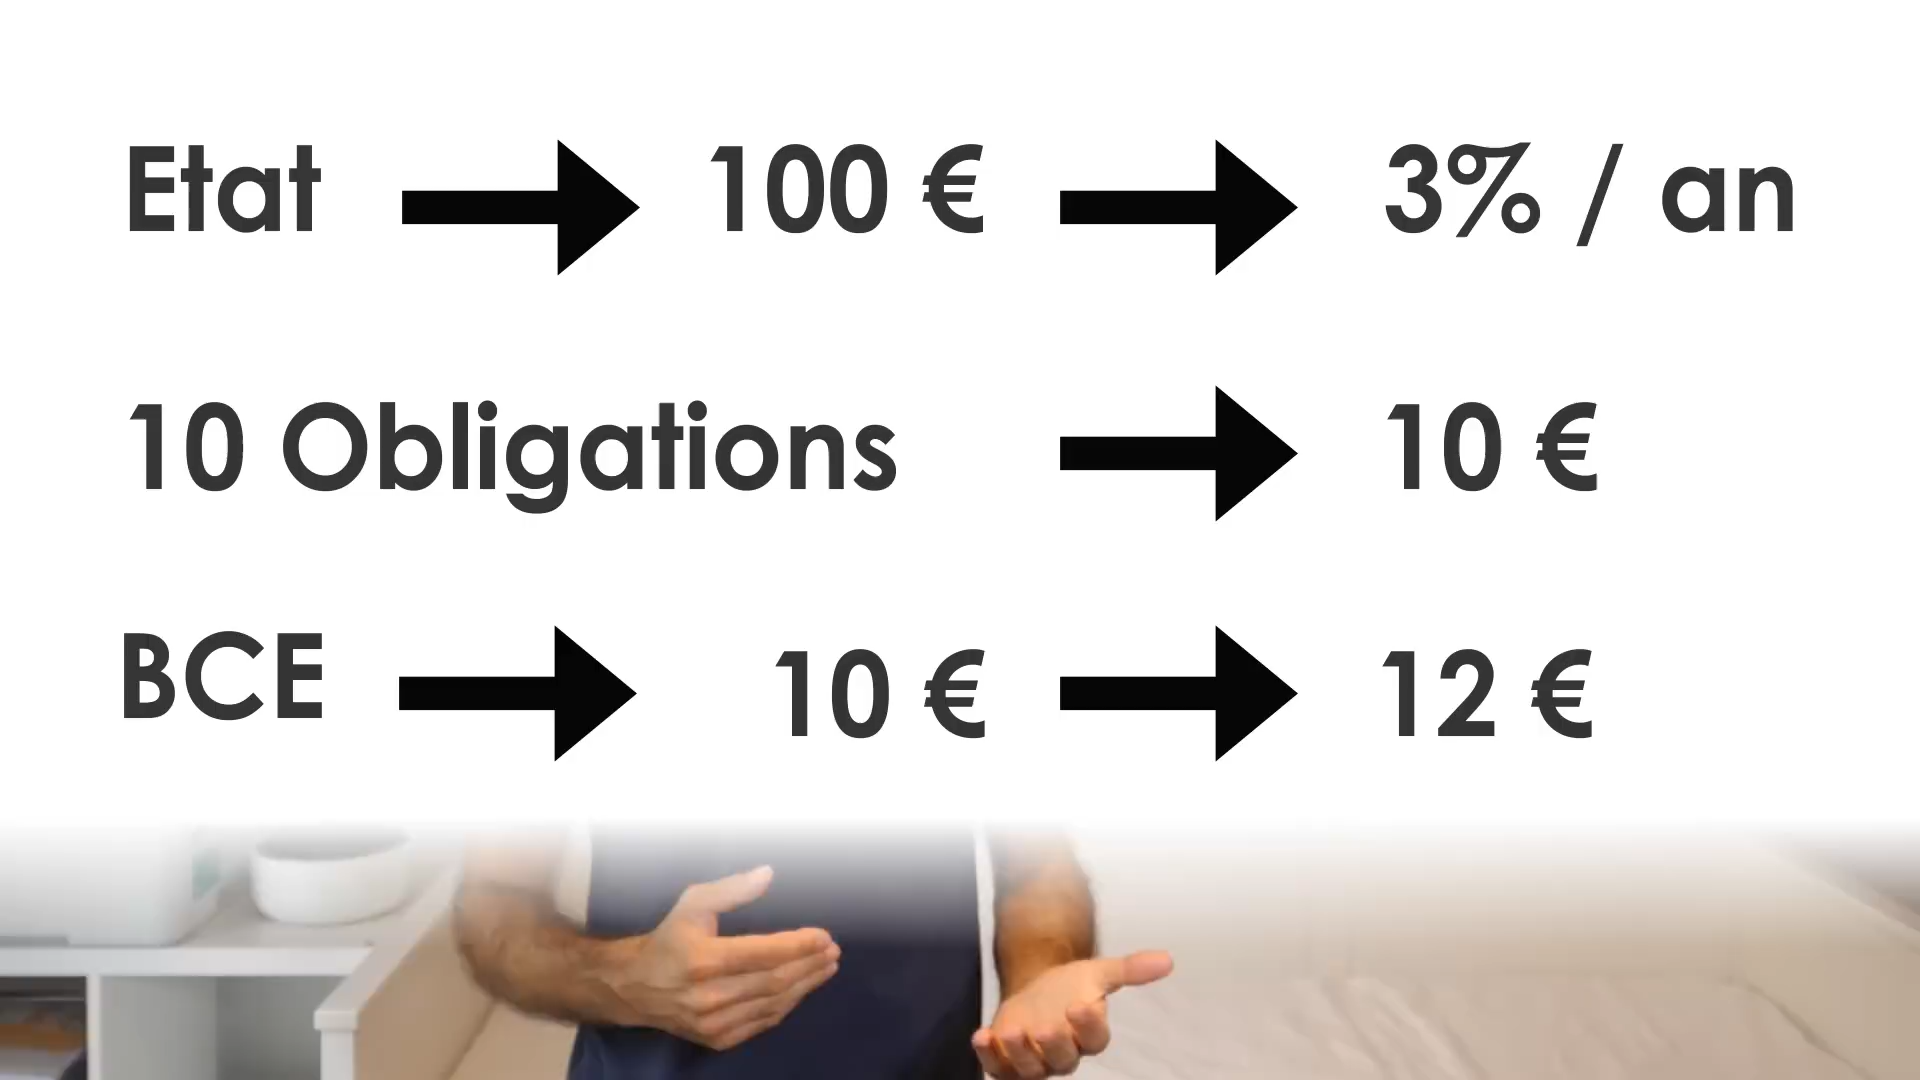 Etat 100 € 3% / an
10 Obligations 10 €
BCE 10 € 12 €